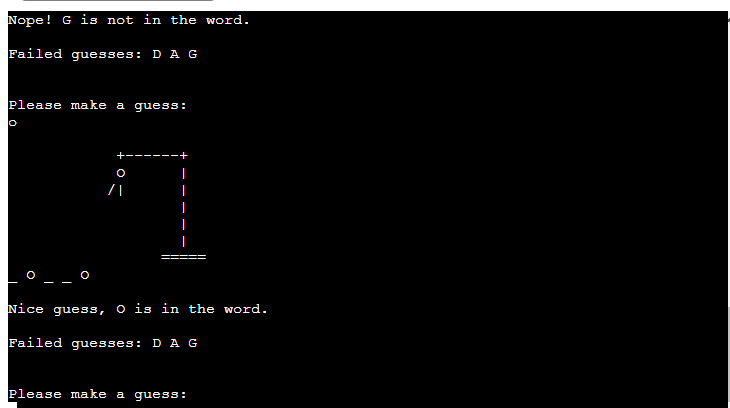 Nope! G is not in the word.
Failed guesses: D A G
Please make a guess:
o
+------+
O |
/| |
|
|
|
=====
_ O _ _ O
Nice guess, O is in the word.
Failed guesses: D A G
Please make a guess: